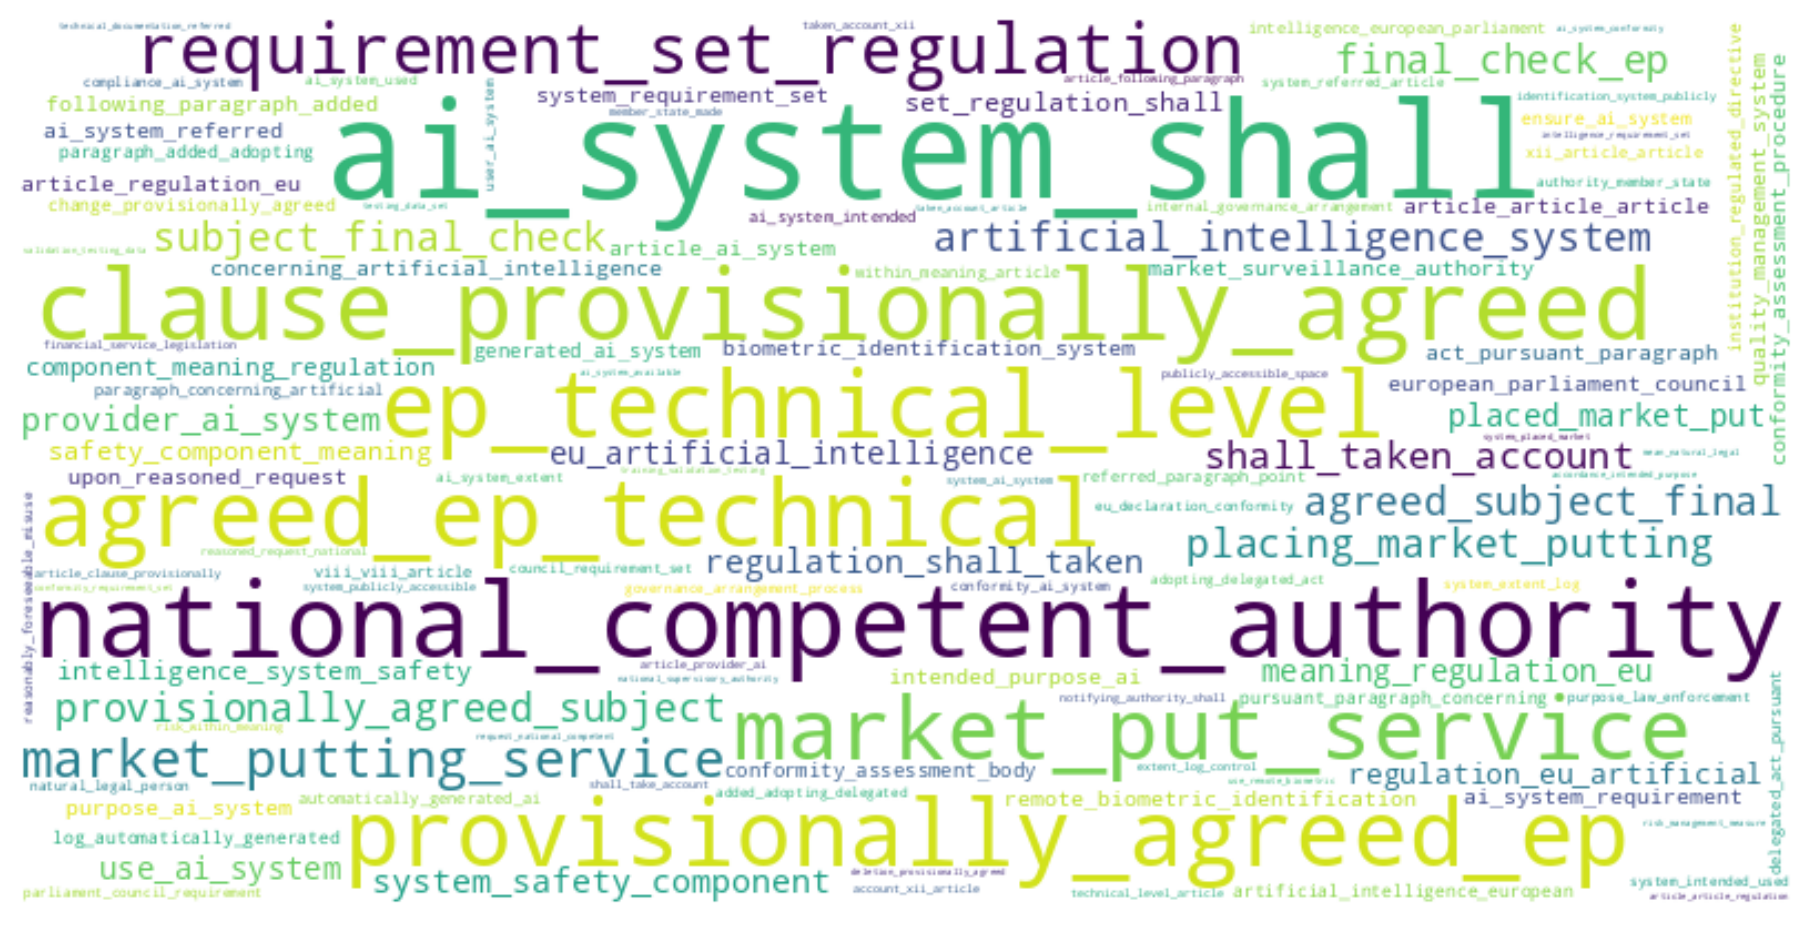 technical_documentation_referred
taken_account_xii
intelligence_european_parliament
ai_system_conformity
requirement_set_regulation
final_check_ep
compliance_ai_system
ai_system_used
article_following_paragraph
system_referred_article
following_paragraph_added
user_ai_system
system_requirement_set
set_regulation_shall
identification_system_publicly
member_state_made
ensure_ai_system
ai_system_referred
ai_system_shall
intelligence_requirement_set
paragraph_added_adopting
xii_article_article
article_regulation_eu
authority_member_state
change_provisionally_agreed
testing_data_set
taken_account_article
internal_governance_arrangement
article_article_article
ai_system_intended
institution_regulated_directive
quality_management_system
conformity_assessment_procedure
validation_testing_data
subject_final_check
article_ai_system
artificial_intelligence_system
concerning_artificial_intelligence
within_meaning_article
market_surveillance_authority
clause_provisionally_agreed
financial_service_legislation
generated_ai_system
biometric_identification_system
act_pursuant_paragraph
component_meaning_regulation
ai_system_available
publicly_accessible_space
european_parliament_council
paragraph_concerning_artificial
provider_ai_system
ep_technical_level
placed_market_put
system_placed_market
safety_component_meaning
eu_artificial_intelligence
shall_taken_account
mean_natural_legal
upon_reasoned_request
ai_system_extent
training_validation_testing
system_ai_system
referred_paragraph_point
accordance_intended_purpose
reasonably_foreseeable_misuse
agreed_ep_technical
eu_declaration_conformity
agreed_subject_final
reasoned_request_national
regulation_shall_taken
placing_market_putting
article_clause_provisionally
viii_viii_article
council_requirement_set
adopting_delegated_act
conformity_requirement_set
system_publicly_accessible
governance_arrangement_process
conformity_ai_system
system_extent_log
national_competent_authority
intelligence_system_safety
article_provider_ai
national_supervisory_authority
intended_purpose_ai
meaning_regulation_eu
provisionally_agreed_subject
notifying_authority_shall
pursuant_paragraph_concerning
purpose_law_enforcement
delegated_act_pursuant
risk_within_meaning
request_national_competent
market_put_service
market_putting_service
conformity_assessment_body
extent_log_control
use_remote_biometric
regulation_eu_artificial
natural_legal_person
shall_take_account
added_adopting_delegated
purpose_ai_system
automatically_generated_ai
remote_biometric_identification
ai_system_requirement
log_automatically_generated
provisionally_agreed_ep
risk_management_measure
use_ai_system
system_safety_component
deletion_provisionally_agreed
parliament_council_requirement
account_xii_article
technical_level_article
artificial_intelligence_european
system_intended_used
article_article_regulation